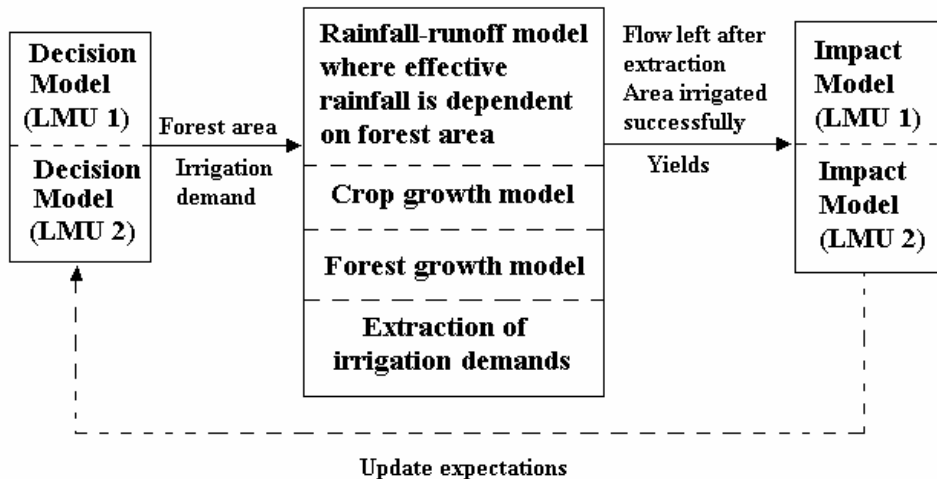 Decision
Model
(LMU 1)
Decision
Model
(LMU 2)
Forest area
Irrigation
demand
Rainfall-runoff model
where effective
rainfall is dependent
on forest area
Crop growth model
Forest growth model
Extraction of
irrigation demands
Flow left after
extraction
Area irrigated
successfully
Yields
Impact
Model
(LMU 1)
Impact
Model
(LMU 2)
Update expectations